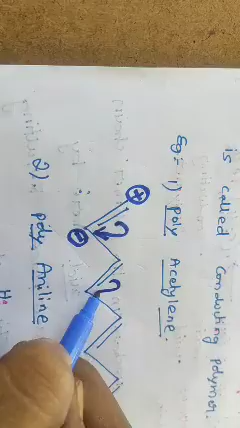 is called Conducting polymer.
Eg:- 1) Poly Acetylene.
⊕
⊖
2) poly Aniline.
H